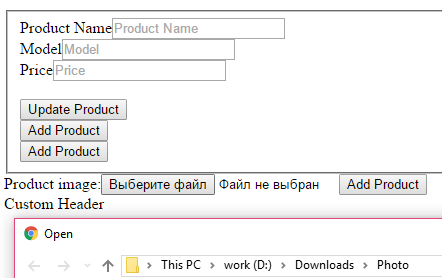 Product Name Product Name
Model Model
Price Price
Update Product
Add Product
Add Product
Product image: Выберите файл Файл не выбран Add Product
Custom Header
Open
This PC > work (D:) > Downloads > Photo